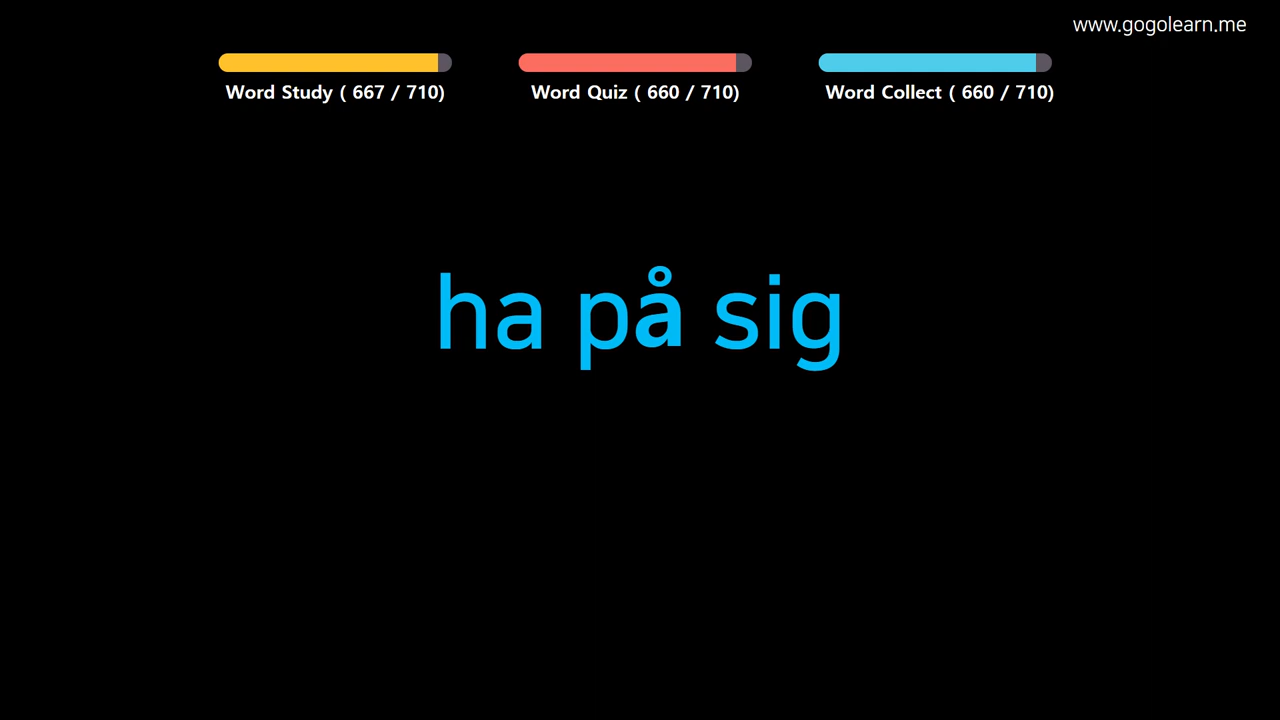 www.gogolearn.me
Word Study ( 667 / 710)
Word Quiz ( 660 / 710)
Word Collect ( 660 / 710)
ha på sig